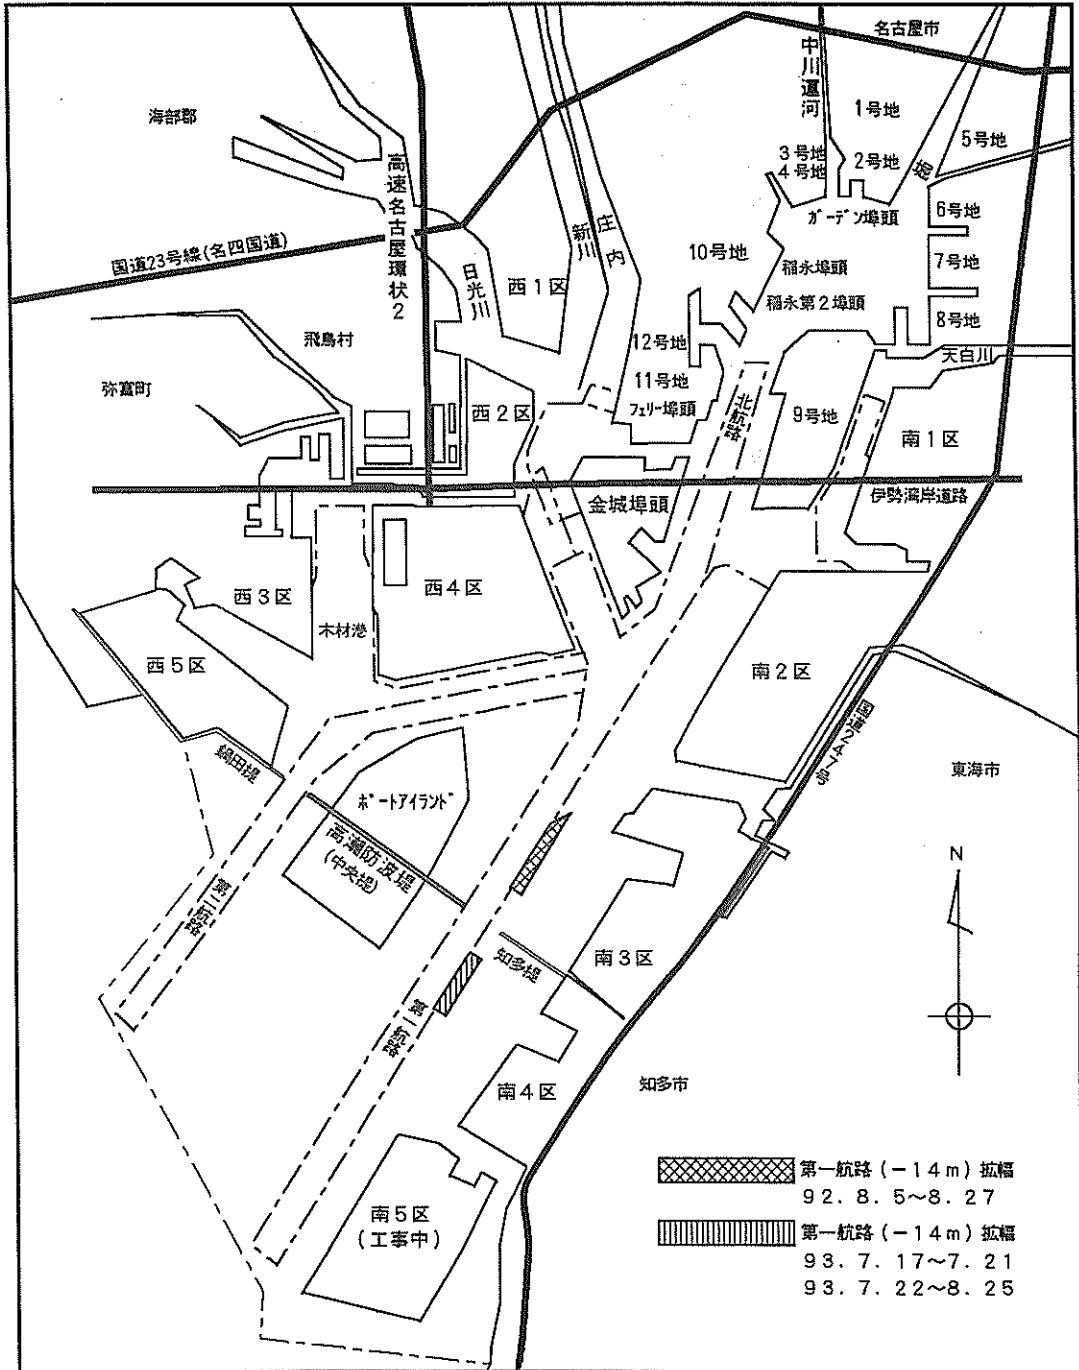 名古屋市
中川運河
海部郡
1号地
5号地
3号地
4号地
2号地
高速名古屋環状2
ガーデン埠頭
6号地
庄内
新川
国道23号線(名四国道)
10号地
稲永埠頭
7号地
日光川
西1区
稲永第2埠頭
8号地
飛島村
12号地
天白川
弥富町
11号地
フェリー埠頭
西2区
北航路
9号地
南1区
金城埠頭
伊勢湾岸道路
西3区
西4区
木材港
西5区
南2区
国道247号
鍋田堤
東海市
ポートアイランド
高潮防波堤
(中央堤)
N
第二航路
知多堤
南3区
第一航路
南4区
知多市
南5区
(工事中)
第一航路(-14m)拡幅
92.8.5~8.27
第一航路(-14m)拡幅
93.7.17~7.21
93.7.22~8.25